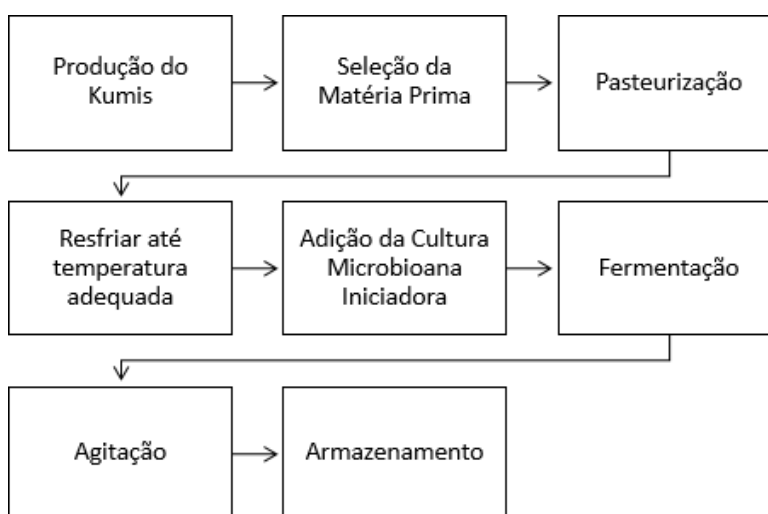 Produção do
Kumis
Seleção da
Matéria Prima
Pasteurização
Resfriar até
temperatura
adequada
Adição da Cultura
Microbioana
Iniciadora
Fermentação
Agitação
Armazenamento